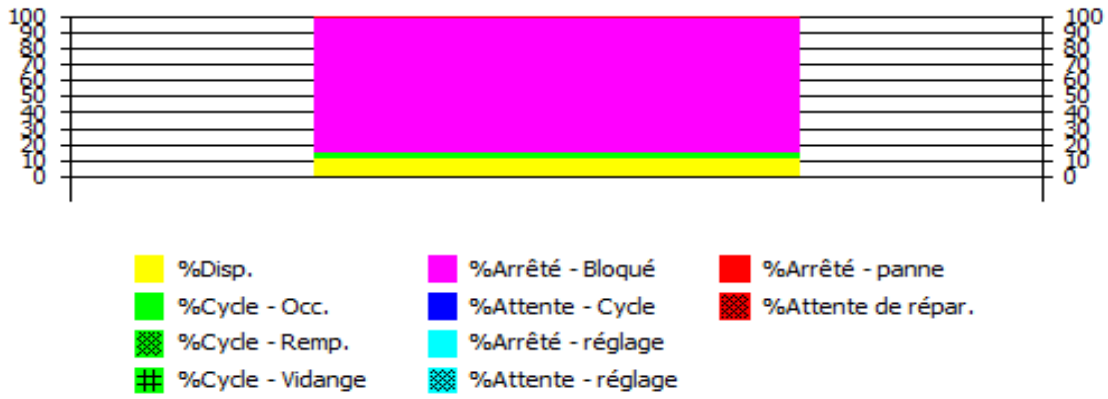 100 100
90 90
80 80
70 70
60 60
50 50
40 40
30 30
20 20
10 10
0 0
%Disp. %Arrêté - Bloqué %Arrêté - panne
%Cycle - Occ. %Attente - Cycle %Attente de répar.
%Cycle - Remp. %Arrêté - réglage
%Cycle - Vidange %Attente - réglage